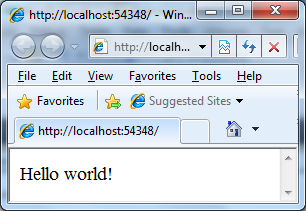 http://localhost:54348/ - Win...
http://localh...
File Edit View Favorites Tools Help
Favorites Suggested Sites
http://localhost:54348/
Hello world!